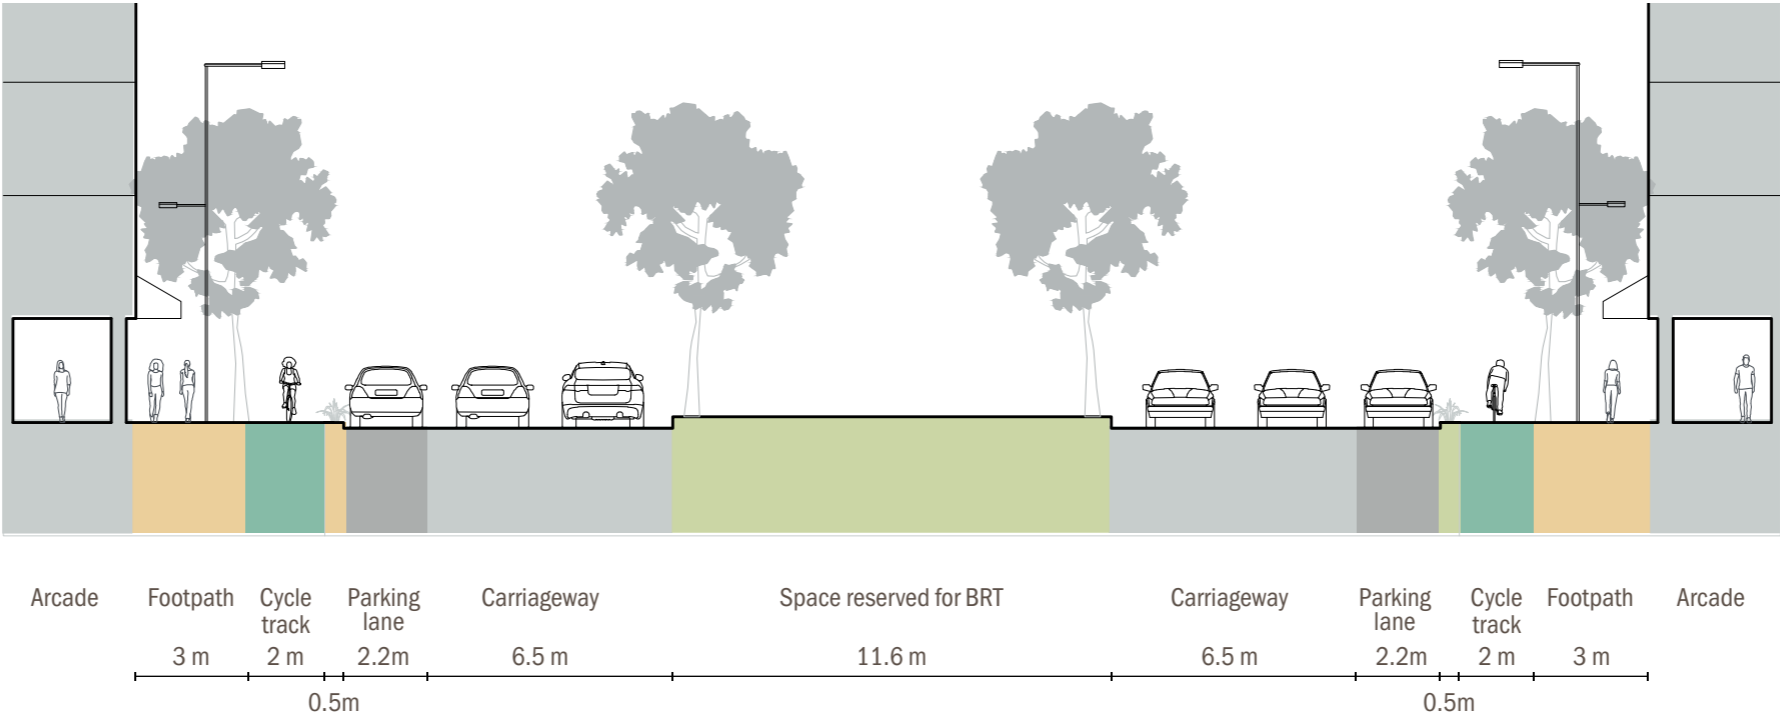 Arcade
Footpath
Cycle
track
Parking
lane
Carriageway
Space reserved for BRT
Carriageway
Parking
lane
Cycle
track
Footpath
Arcade
3 m
2 m
2.2m
6.5 m
11.6 m
6.5 m
2.2m
2 m
3 m
0.5m
0.5m